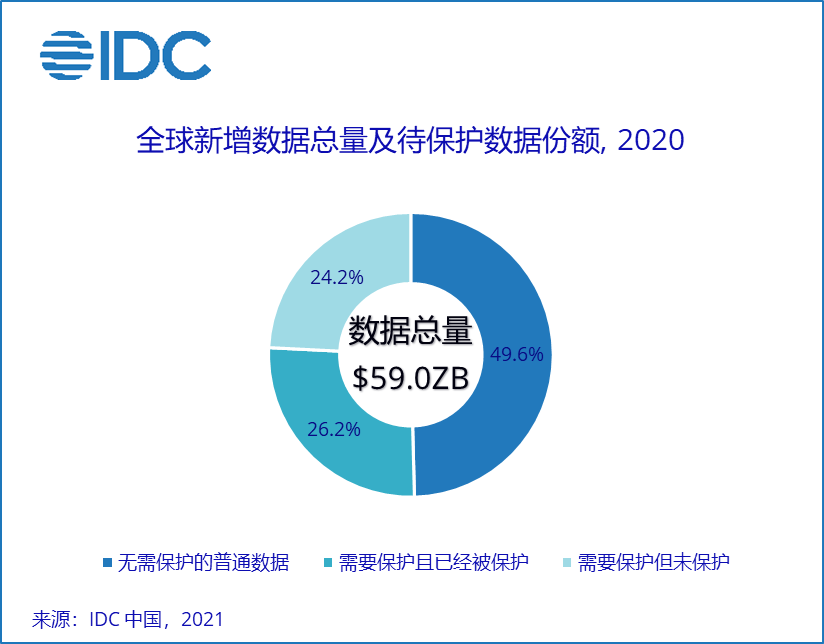 IDC
全球新增数据总量及待保护数据份额, 2020
24.2%
数据总量
$59.0ZB
49.6%
26.2%
无需保护的普通数据 需要保护且已经被保护 需要保护但未保护
来源：IDC 中国，2021